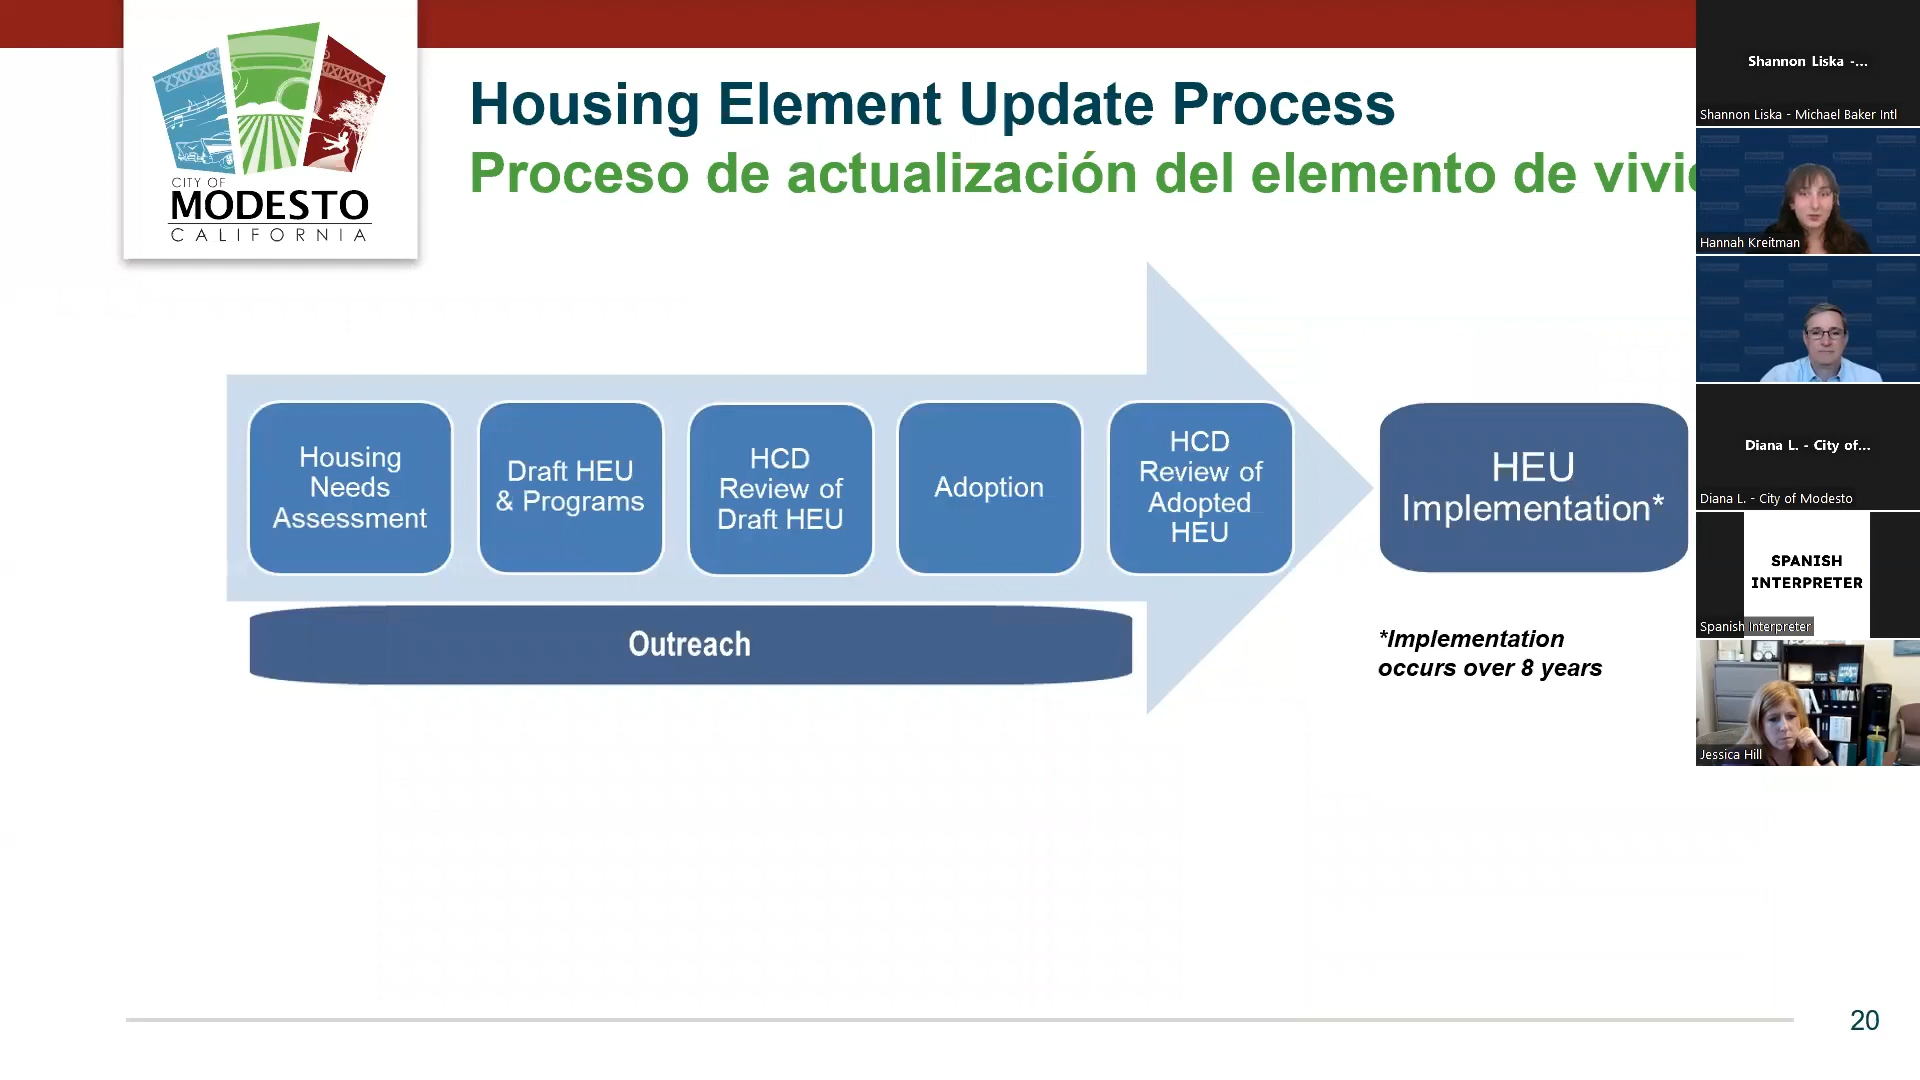 CITY OF
MODESTO
CALIFORNIA
Housing Element Update Process
Proceso de actualización del elemento de
Housing
Needs
Assessment
Draft HEU
& Programs
HCD
Review of
Draft HEU
Adoption
HCD
Review of
Adopted
HEU
HEU
Implementation*
Outreach
*Implementation
occurs over 8 years
20
Shannon Liska -...
Shannon Liska - Michael Baker Intl
Hannah Kreitman
Diana L. - City of...
Diana L. - City of Modesto
SPANISH
INTERPRETER
Spanish Interpreter
Jessica Hill